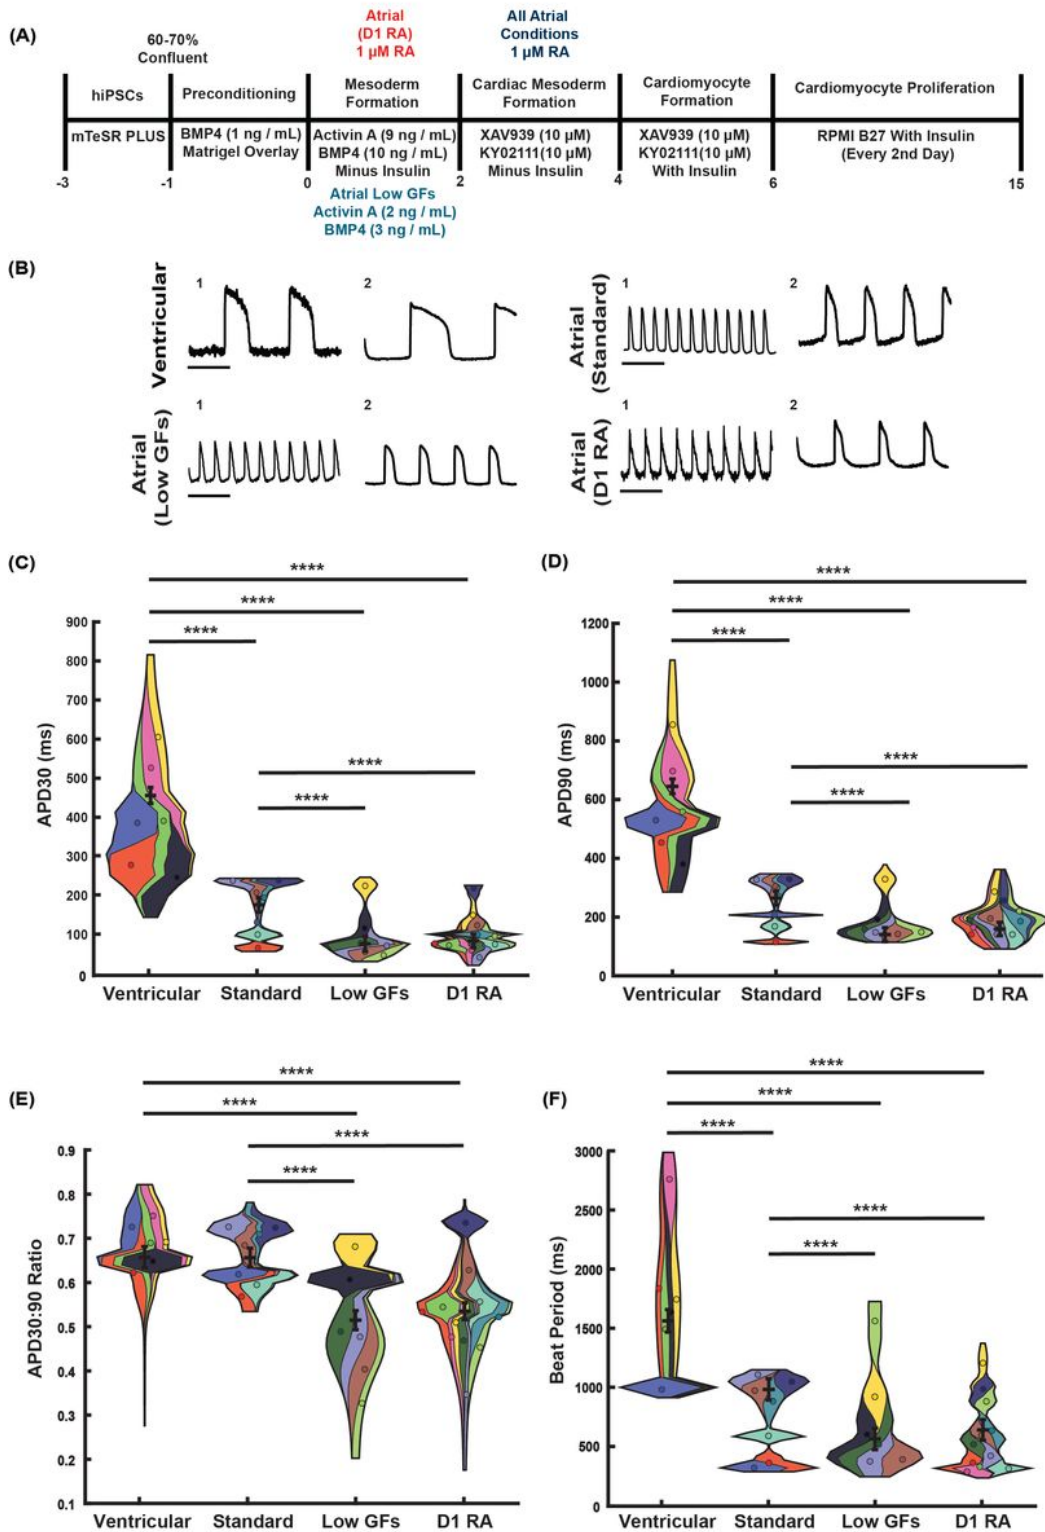 (A)
60-70%
Confluent
Atrial
(D1 RA)
1 µM RA
All Atrial
Conditions
1 µM RA
hiPSCs
Preconditioning
Mesoderm
Formation
Cardiac Mesoderm
Formation
Cardiomyocyte
Formation
Cardiomyocyte Proliferation
mTeSR PLUS
BMP4 (1 ng / mL)
Matrigel Overlay
Activin A (9 ng / mL)
BMP4 (10 ng / mL)
Minus Insulin
XAV939 (10 µM)
KY02111(10 µM)
Minus Insulin
XAV939 (10 µM)
KY02111(10 µM)
With Insulin
RPMI B27 With Insulin
(Every 2nd Day)
-3 -1 0 2 4 6 15
Atrial Low GFs
Activin A (2 ng / mL)
BMP4 (3 ng / mL)
(B)
Ventricular
1 2
Atrial
(Standard)
1 2
Atrial
(Low GFs)
1 2
Atrial
(D1 RA)
1 2
(C)
****
****
****
****
****
APD30 (ms)
900
800
700
600
500
400
300
200
100
0
Ventricular Standard Low GFs D1 RA
(D)
****
****
****
****
****
APD90 (ms)
1200
1000
800
600
400
200
0
Ventricular Standard Low GFs D1 RA
(E)
****
****
****
****
APD30:90 Ratio
0.9
0.8
0.7
0.6
0.5
0.4
0.3
0.2
0.1
Ventricular Standard Low GFs D1 RA
(F)
****
****
****
****
****
Beat Period (ms)
3000
2500
2000
1500
1000
500
0
Ventricular Standard Low GFs D1 RA